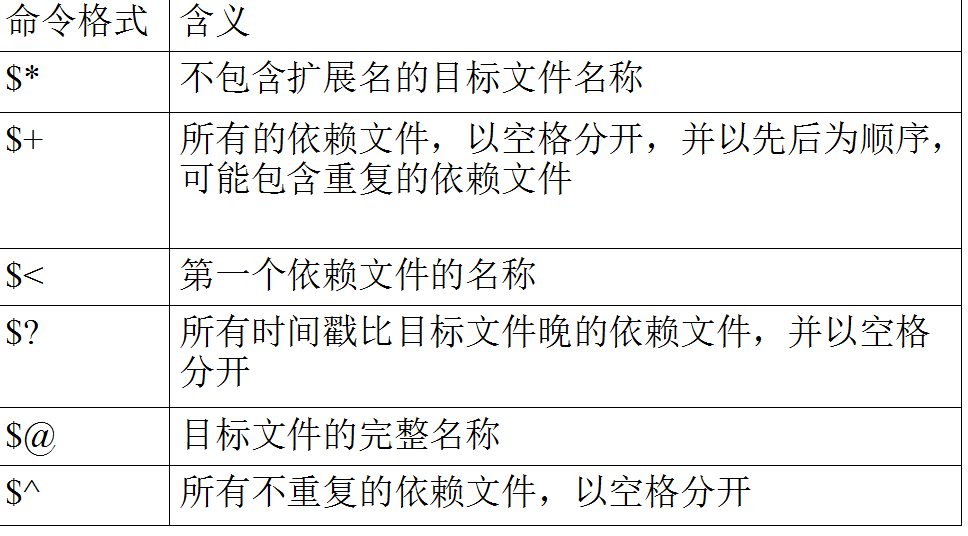 命令格式 含义
$* 不包含扩展名的目标文件名称
$+ 所有的依赖文件，以空格分开，并以先后为顺序，
可能包含重复的依赖文件
$< 第一个依赖文件的名称
$? 所有时间戳比目标文件晚的依赖文件，并以空格
分开
$@ 目标文件的完整名称
$^ 所有不重复的依赖文件，以空格分开